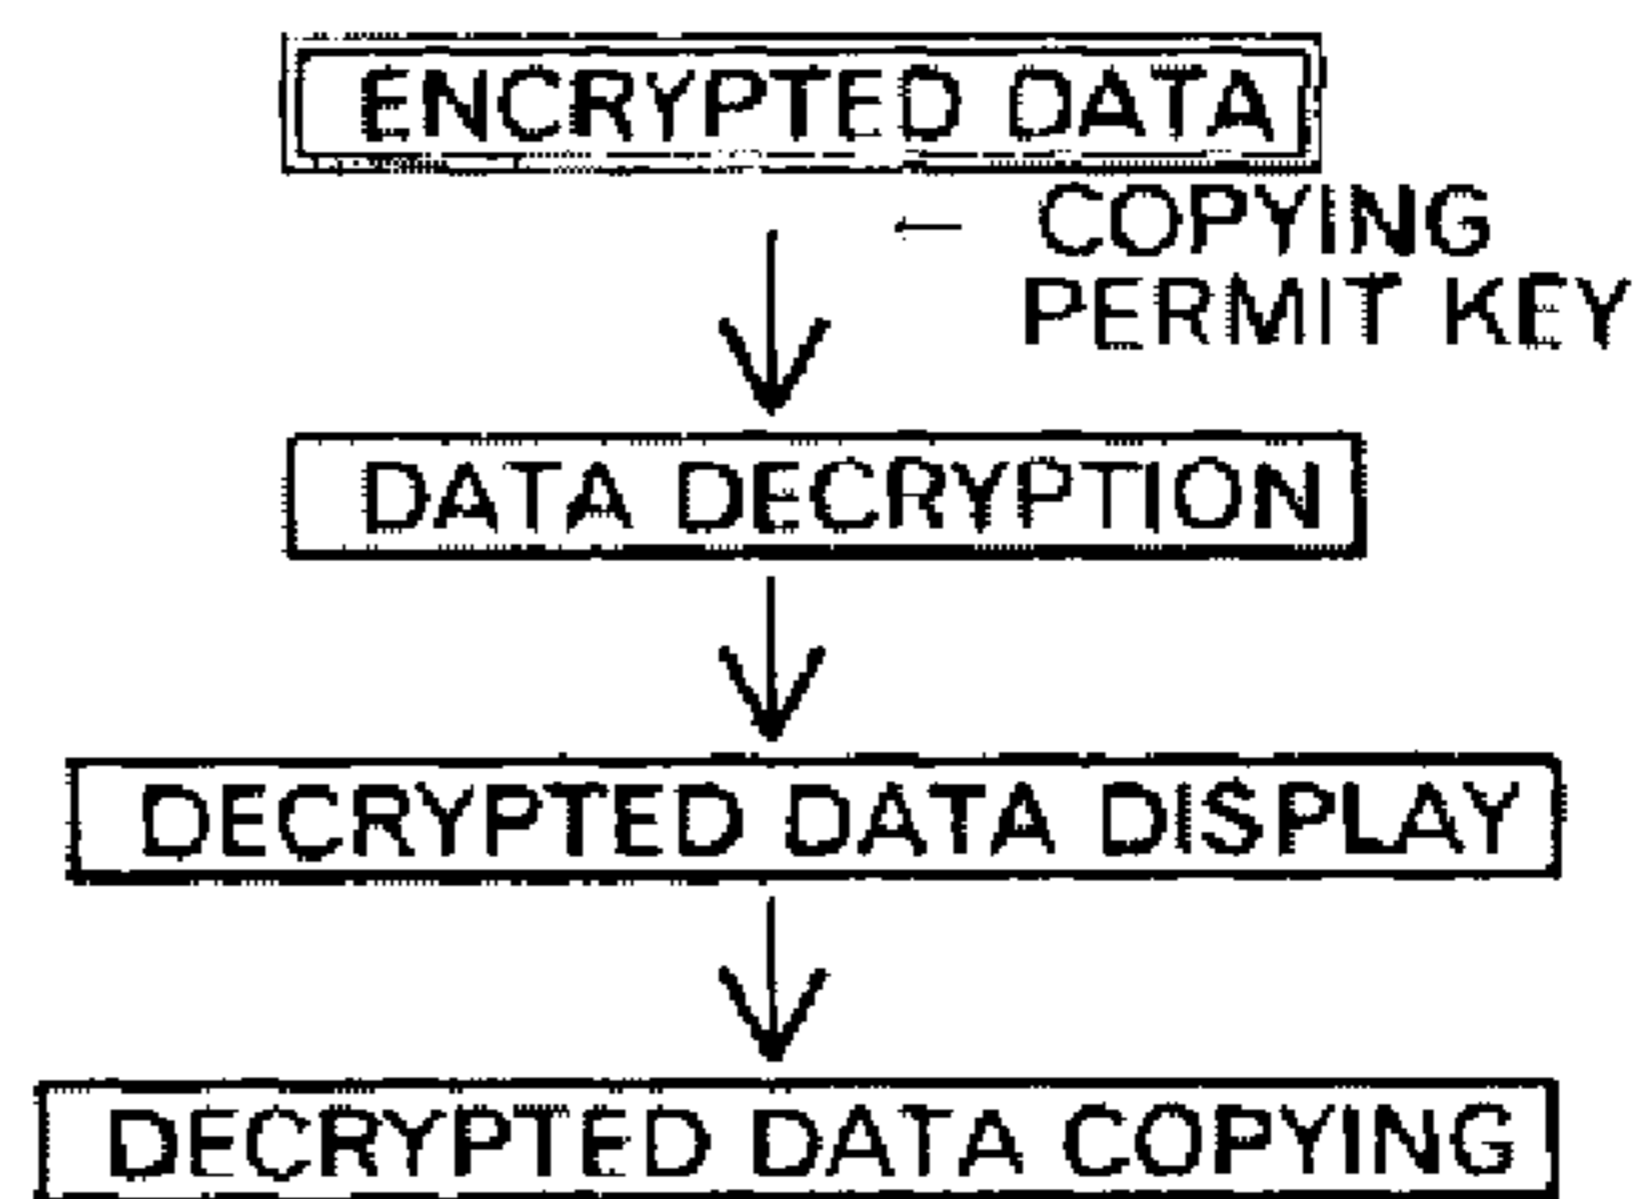 ENCRYPTED DATA
← COPYING
PERMIT KEY
DATA DECRYPTION
DECRYPTED DATA DISPLAY
DECRYPTED DATA COPYING